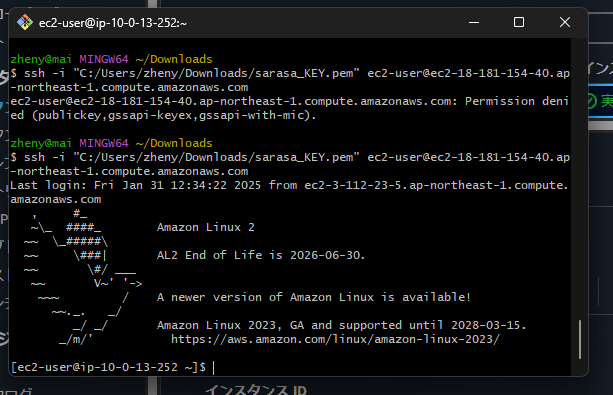 ec2-user@ip-10-0-13-252:~
zheny@mai MINGW64 ~/Downloads
$ ssh -i "C:/Users/zheny/Downloads/sarasa_KEY.pem" ec2-user@ec2-18-181-154-40.ap
-northeast-1.compute.amazonaws.com
ec2-user@ec2-18-181-154-40.ap-northeast-1.compute.amazonaws.com: Permission deni
ed (publickey,gssapi-keyex,gssapi-with-mic).
zheny@mai MINGW64 ~/Downloads
$ ssh -i "C:/Users/zheny/Downloads/sarasa_KEY.pem" ec2-user@ec2-18-181-154-40.ap
-northeast-1.compute.amazonaws.com
Last login: Fri Jan 31 12:34:22 2025 from ec2-3-112-23-5.ap-northeast-1.compute.
amazonaws.com
   ,     #_
   ~\_  ####_        Amazon Linux 2
  ~~  \_#####\
  ~~     \###|       AL2 End of Life is 2026-06-30.
  ~~       \#/ ___
   ~~       V~' '->
    ~~~         /    A newer version of Amazon Linux is available!
      ~~._.   _/
         _/ _/       Amazon Linux 2023, GA and supported until 2028-03-15.
       _/m/'           https://aws.amazon.com/linux/amazon-linux-2023/
[ec2-user@ip-10-0-13-252 ~]$
インス
実
インスタンス ID